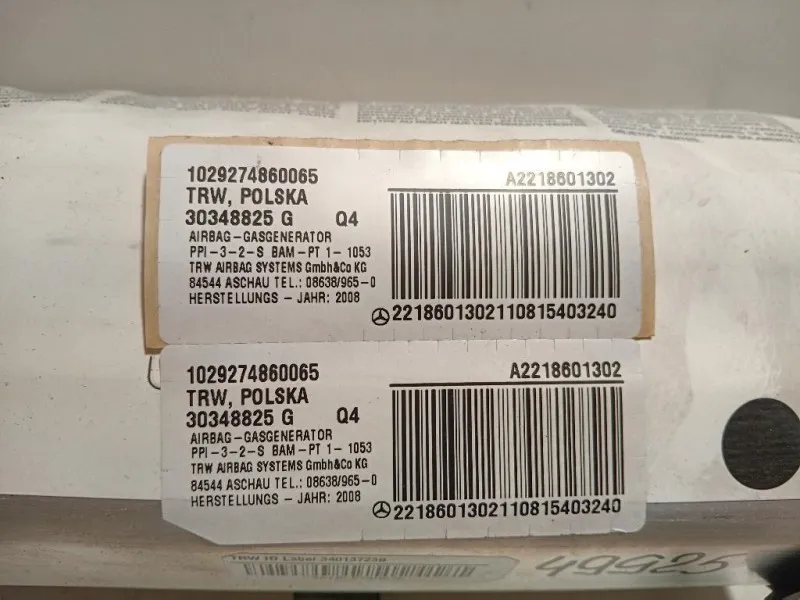 1029274860065
A2218601302
TRW, POLSKA
30348825 G Q4
AIRBAG-GASGENERATOR
PPI-3-2-S BAM-PT 1- 1053
TRW AIRBAG SYSTEMS Gmbh&Co KG
84544 ASCHAU TEL.: 08638/965-0
HERSTELLUNGS - JAHR: 2008
2218601302110815403240
1029274860065
A2218601302
TRW, POLSKA
30348825 G Q4
AIRBAG-GASGENERATOR
PPI-3-2-S BAM-PT 1- 1053
TRW AIRBAG SYSTEMS Gmbh&Co KG
84544 ASCHAU TEL.: 08638/965-0
HERSTELLUNGS - JAHR: 2008
2218601302110815403240
TRW ID Label
49925